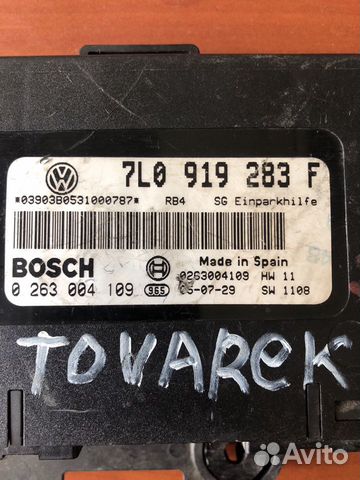 7L0 919 283 F
*03903B0531000787* RB4 SG Einparkhilfe
BOSCH Made in Spain
0263004109 HW 11
0 263 004 109 965 05-07-29 SW 1108
TOVAREK
Avito